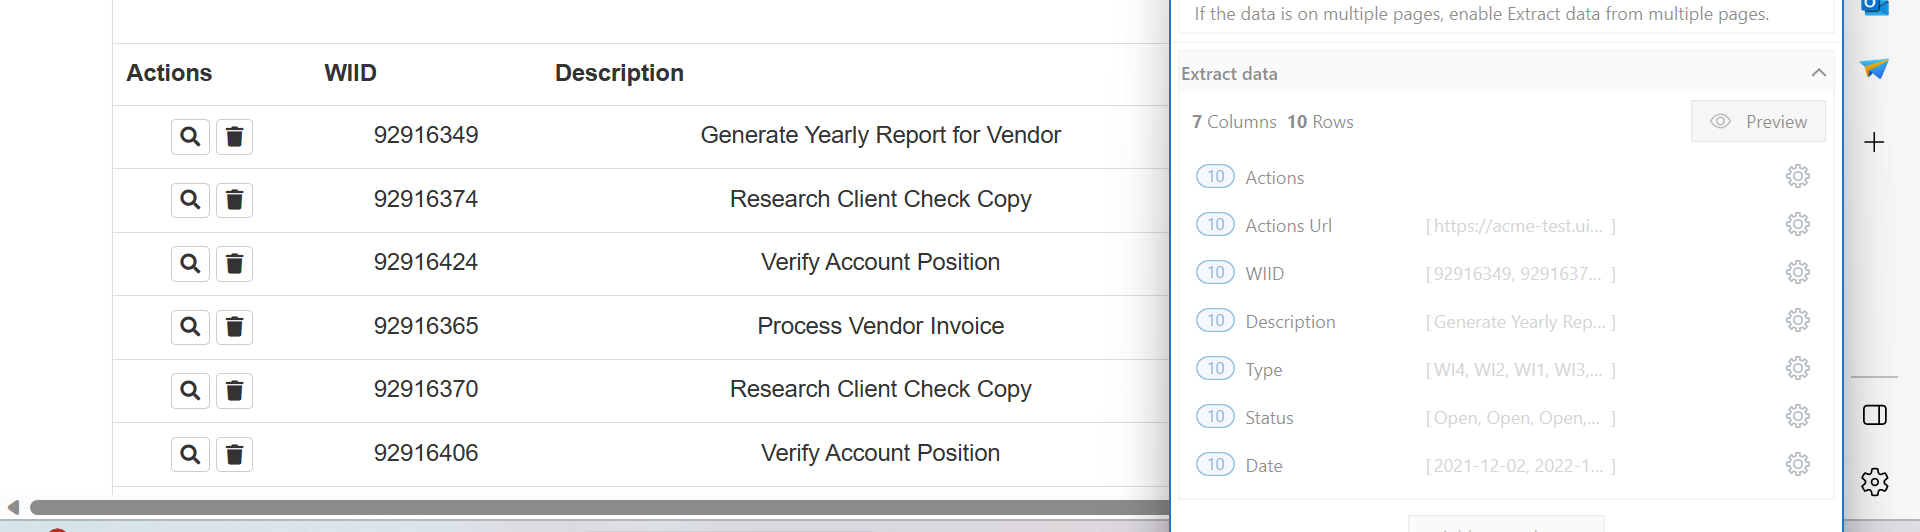 If the data is on multiple pages, enable Extract data from multiple pages.
Actions WIID Description
92916349 Generate Yearly Report for Vendor
92916374 Research Client Check Copy
92916424 Verify Account Position
92916365 Process Vendor Invoice
92916370 Research Client Check Copy
92916406 Verify Account Position
Extract data
7 Columns 10 Rows
Preview
10 Actions
10 Actions Url [ https://acme-test.ui... ]
10 WIID [ 92916349, 9291637... ]
10 Description [ Generate Yearly Rep... ]
10 Type [ WI4, WI2, WI1, WI3,... ]
10 Status [ Open, Open, Open,... ]
10 Date [ 2021-12-02, 2022-1... ]